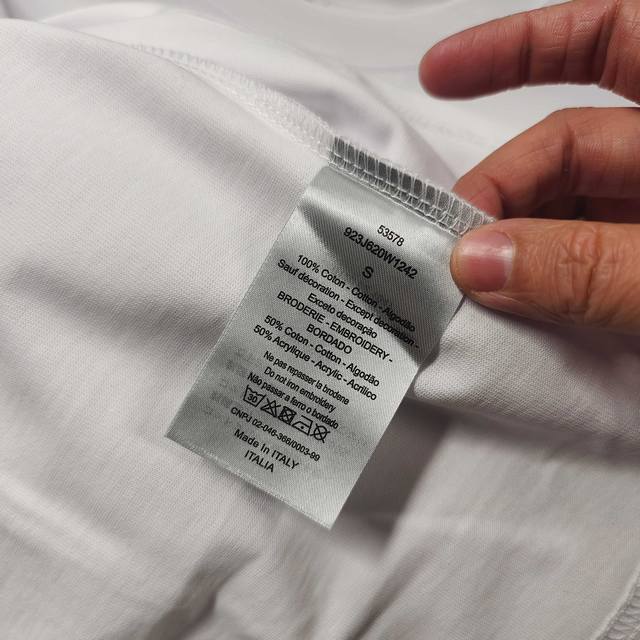 53578
923J620W1242
S
100% Coton - Cotton - Algodão
Sauf décoration - Except decoration -
Exceto decoração
BRODERIE - EMBROIDERY -
BORDADO
50% Coton - Cotton - Algodão
50% Acrylique - Acrylic - Acrílico
Ne pas repasser la broderie
Do not iron embroidery
Não passar a ferro o bordado
30
CNPJ 02-046-366/0003-99
Made in ITALY
ITALIA